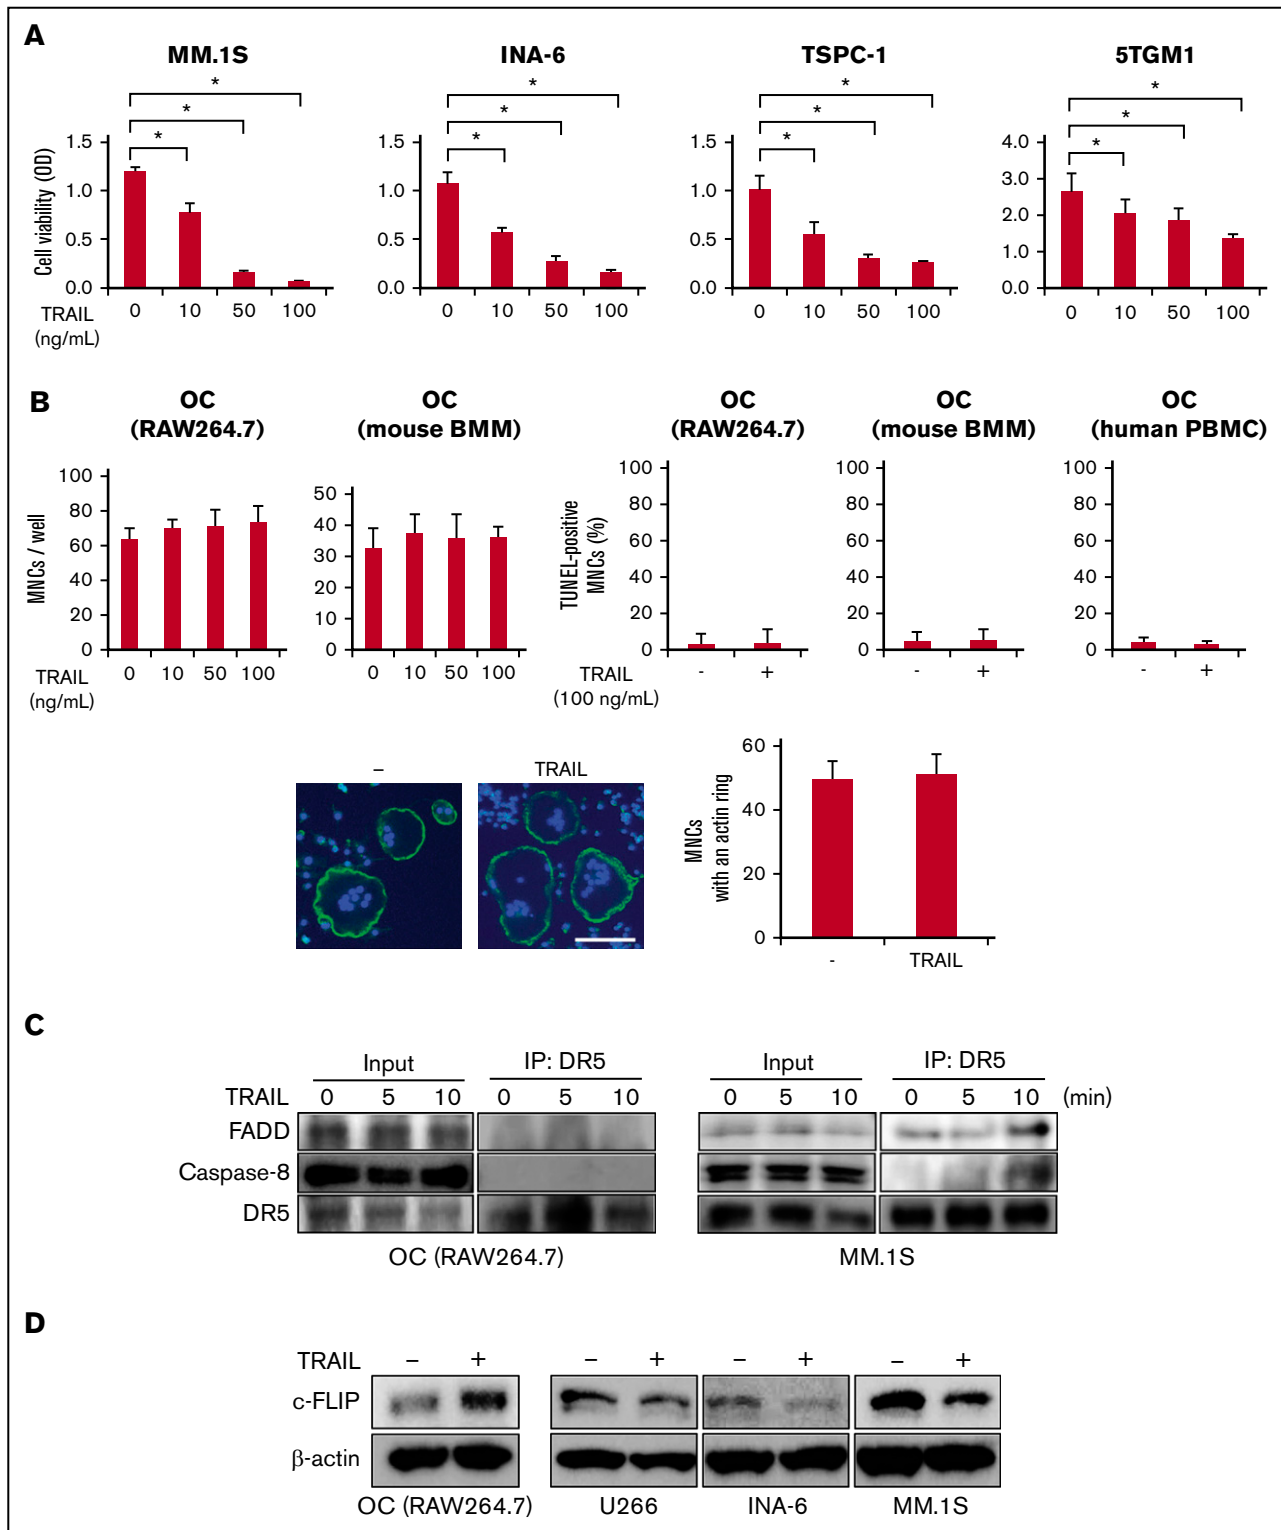 A
MM.1S INA-6 TSPC-1 5TGM1
* * * *
* * * *
* * * *
Cell viability (OD)
1.5 1.5 1.5 4.0
1.0 1.0 1.0 3.0
0.5 0.5 0.5 2.0
0.0 0.0 0.0 1.0
0.0
TRAIL (ng/mL) 0 10 50 100 0 10 50 100 0 10 50 100 0 10 50 100
B
OC (RAW264.7) OC (mouse BMM) OC (RAW264.7) OC (mouse BMM) OC (human PBMC)
MNCs / well
100 80 60 40 20 0
50 40 30 20 10 0
TUNEL-positive MNCs (%)
100 80 60 40 20 0
100 80 60 40 20 0
100 80 60 40 20 0
TRAIL (ng/mL) 0 10 50 100 0 10 50 100
TRAIL (100 ng/mL) - + - + - +
– TRAIL
MNCs with an actin ring
60 40 20 0
- TRAIL
C
Input IP: DR5 Input IP: DR5
TRAIL 0 5 10 0 5 10 0 5 10 0 5 10 (min)
FADD
Caspase-8
DR5
OC (RAW264.7) MM.1S
D
TRAIL – + – + – + – +
c-FLIP
β-actin
OC (RAW264.7) U266 INA-6 MM.1S